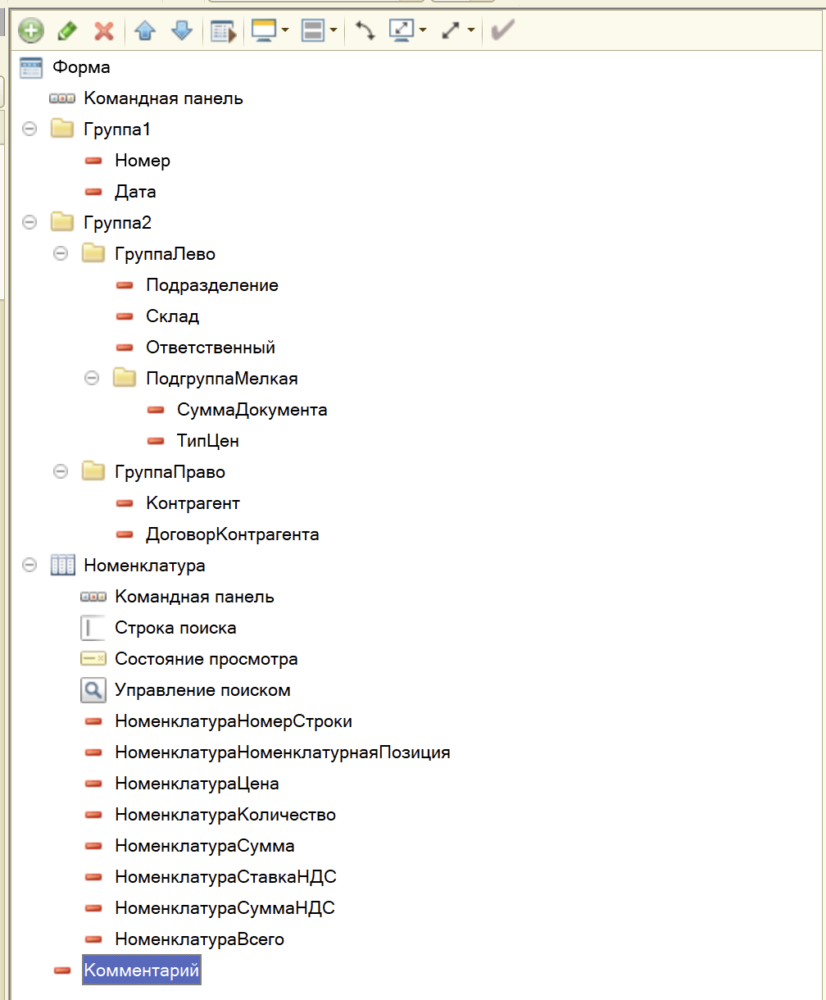 Форма
Командная панель
Группа1
Номер
Дата
Группа2
ГруппаЛево
Подразделение
Склад
Ответственный
ПодгруппаМелкая
СуммаДокумента
ТипЦен
ГруппаПраво
Контрагент
ДоговорКонтрагента
Номенклатура
Командная панель
Строка поиска
Состояние просмотра
Управление поиском
НоменклатураНомерСтроки
НоменклатураНоменклатурнаяПозиция
НоменклатураЦена
НоменклатураКоличество
НоменклатураСумма
НоменклатураСтавкаНДС
НоменклатураСуммаНДС
НоменклатураВсего
Комментарий